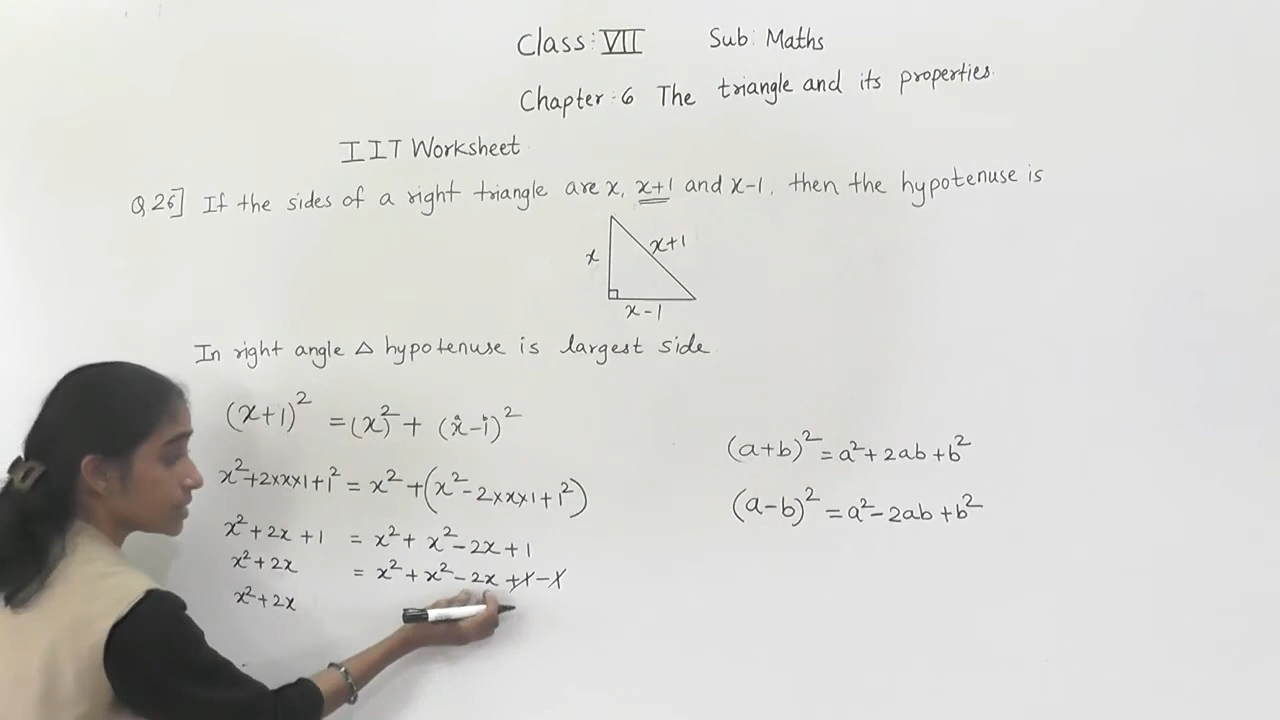 Class: VII Sub: Maths
Chapter: 6 The triangle and its properties.
IIT Worksheet
Q 26] If the sides of a right triangle are x, x+1 and x-1, then the hypotenuse is
x
x+1
x-1
In right angle △ hypotenuse is largest side
(x+1)² = (x)² + (x-1)²
x²+2×x×1+1² = x²+(x²-2×x×1+1²)
x²+2x+1 = x²+x²-2x+1
x²+2x = x²+x²-2x+1-1
x²+2x
(a+b)² = a²+2ab+b²
(a-b)² = a²-2ab+b²